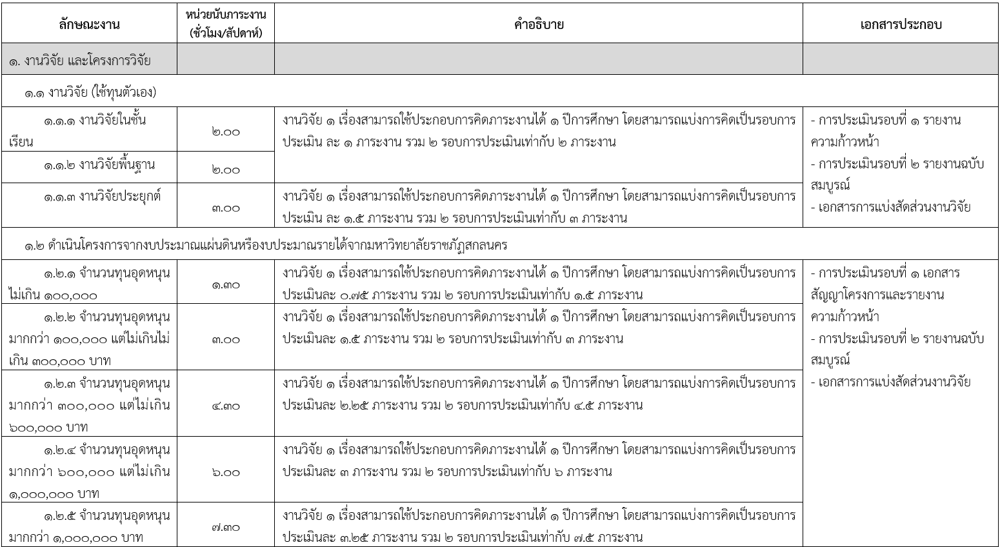 ลักษณะงาน
หน่วยนับภาระงาน
(ชั่วโมง/สัปดาห์)
คำอธิบาย
เอกสารประกอบ
๑. งานวิจัย และโครงการวิจัย
๑.๑ งานวิจัย (ใช้ทุนตัวเอง)
๑.๑.๑ งานวิจัยในชั้น
เรียน
๒.๐๐
งานวิจัย ๑ เรื่องสามารถใช้ประกอบการคิดภาระงานได้ ๑ ปีการศึกษา โดยสามารถแบ่งการคิดเป็นรอบการ
ประเมิน ละ ๑ ภาระงาน รวม ๒ รอบการประเมินเท่ากับ ๒ ภาระงาน
- การประเมินรอบที่ ๑ รายงาน
ความก้าวหน้า
- การประเมินรอบที่ ๒ รายงานฉบับ
สมบูรณ์
- เอกสารการแบ่งสัดส่วนงานวิจัย
๑.๑.๒ งานวิจัยพื้นฐาน
๒.๐๐
๑.๑.๓ งานวิจัยประยุกต์
๓.๐๐
งานวิจัย ๑ เรื่องสามารถใช้ประกอบการคิดภาระงานได้ ๑ ปีการศึกษา โดยสามารถแบ่งการคิดเป็นรอบการ
ประเมิน ละ ๑.๕ ภาระงาน รวม ๒ รอบการประเมินเท่ากับ ๓ ภาระงาน
๑.๒ ดำเนินโครงการจากงบประมาณแผ่นดินหรืองบประมาณรายได้จากมหาวิทยาลัยราชภัฏสกลนคร
๑.๒.๑ จำนวนทุนอุดหนุน
ไม่เกิน ๑๐๐,๐๐๐
๑.๓๐
งานวิจัย ๑ เรื่องสามารถใช้ประกอบการคิดภาระงานได้ ๑ ปีการศึกษา โดยสามารถแบ่งการคิดเป็นรอบการ
ประเมินละ ๐.๗๕ ภาระงาน รวม ๒ รอบการประเมินเท่ากับ ๑.๕ ภาระงาน
- การประเมินรอบที่ ๑ เอกสาร
สัญญาโครงการและรายงาน
ความก้าวหน้า
- การประเมินรอบที่ ๒ รายงานฉบับ
สมบูรณ์
- เอกสารการแบ่งสัดส่วนงานวิจัย
๑.๒.๒ จำนวนทุนอุดหนุน
มากกว่า ๑๐๐,๐๐๐ แต่ไม่เกินไม่
เกิน ๓๐๐,๐๐๐ บาท
๓.๐๐
งานวิจัย ๑ เรื่องสามารถใช้ประกอบการคิดภาระงานได้ ๑ ปีการศึกษา โดยสามารถแบ่งการคิดเป็นรอบการ
ประเมินละ ๑.๕ ภาระงาน รวม ๒ รอบการประเมินเท่ากับ ๓ ภาระงาน
๑.๒.๓ จำนวนทุนอุดหนุน
มากกว่า ๓๐๐,๐๐๐ แต่ไม่เกิน
๖๐๐,๐๐๐ บาท
๔.๓๐
งานวิจัย ๑ เรื่องสามารถใช้ประกอบการคิดภาระงานได้ ๑ ปีการศึกษา โดยสามารถแบ่งการคิดเป็นรอบการ
ประเมินละ ๒.๒๕ ภาระงาน รวม ๒ รอบการประเมินเท่ากับ ๔.๕ ภาระงาน
๑.๒.๔ จำนวนทุนอุดหนุน
มากกว่า ๖๐๐,๐๐๐ แต่ไม่เกิน
๑,๐๐๐,๐๐๐ บาท
๖.๐๐
งานวิจัย ๑ เรื่องสามารถใช้ประกอบการคิดภาระงานได้ ๑ ปีการศึกษา โดยสามารถแบ่งการคิดเป็นรอบการ
ประเมินละ ๓ ภาระงาน รวม ๒ รอบการประเมินเท่ากับ ๖ ภาระงาน
๑.๒.๕ จำนวนทุนอุดหนุน
มากกว่า ๑,๐๐๐,๐๐๐ บาท
๗.๓๐
งานวิจัย ๑ เรื่องสามารถใช้ประกอบการคิดภาระงานได้ ๑ ปีการศึกษา โดยสามารถแบ่งการคิดเป็นรอบการ
ประเมินละ ๓.๒๕ ภาระงาน รวม ๒ รอบการประเมินเท่ากับ ๗.๕ ภาระงาน